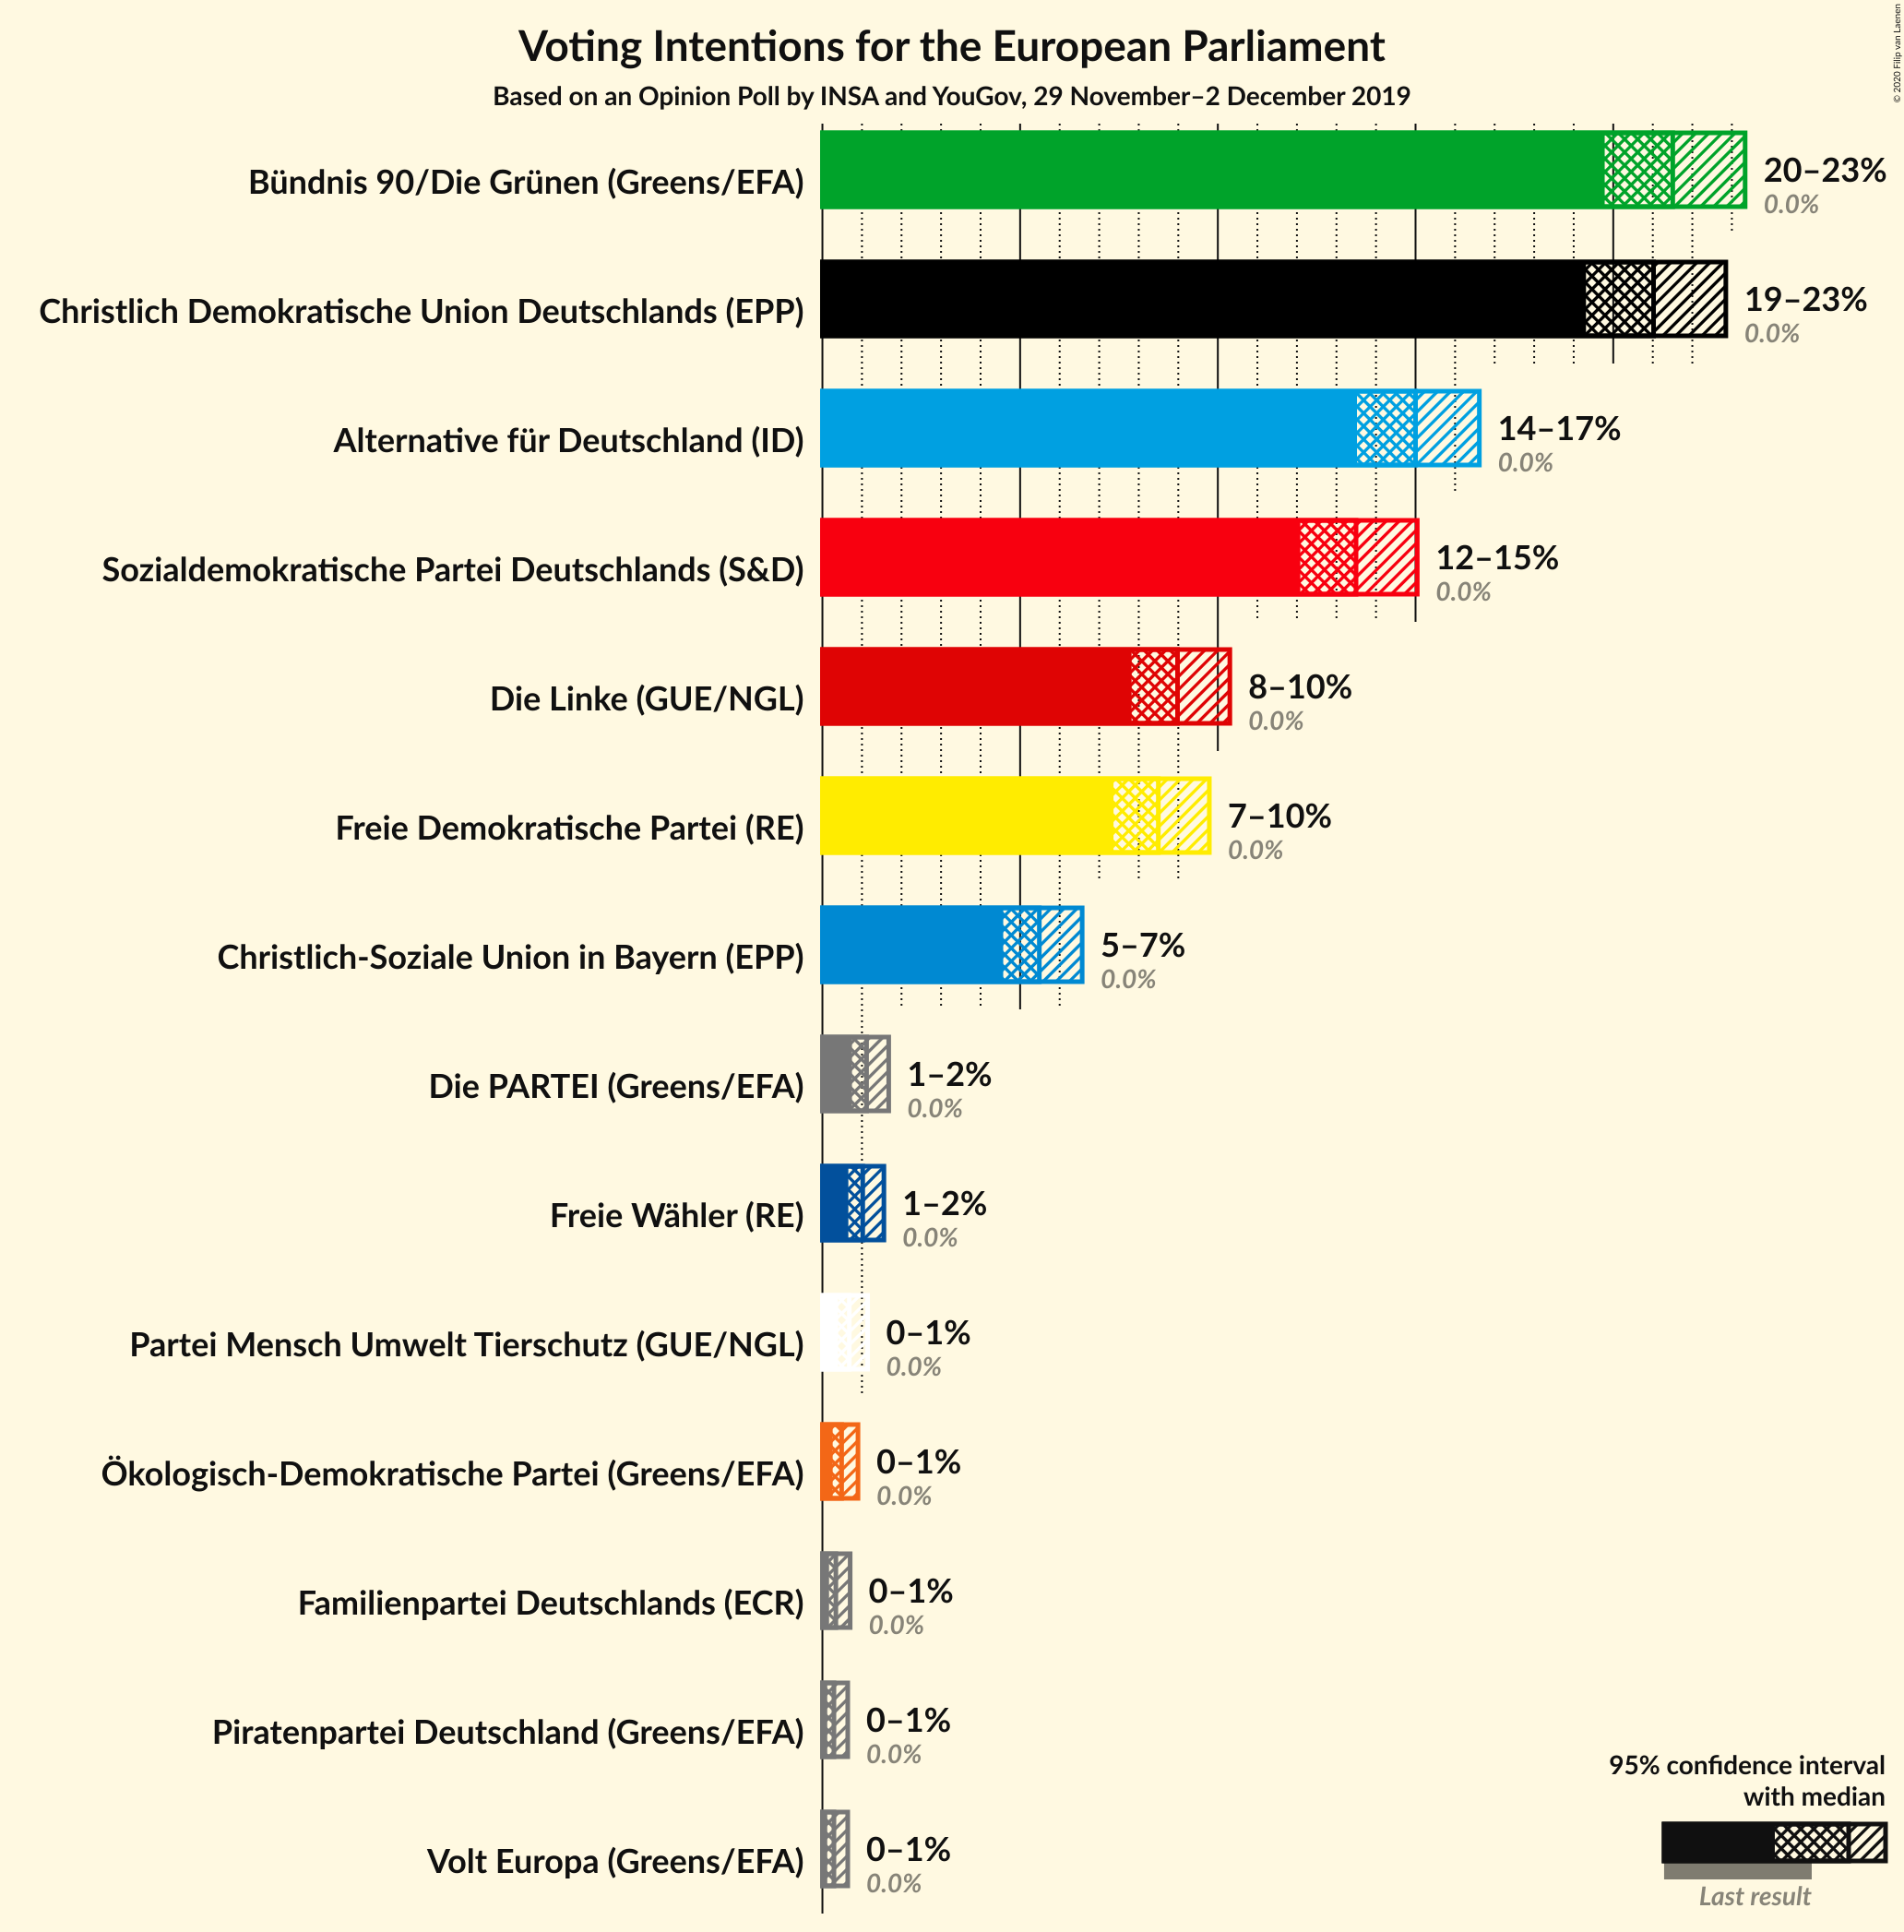 Voting Intentions for the European Parliament
Based on an Opinion Poll by INSA and YouGov, 29 November–2 December 2019
© 2020 Filip van Laenen
Bündnis 90/Die Grünen (Greens/EFA)
20–23%
0.0%
Christlich Demokratische Union Deutschlands (EPP)
19–23%
0.0%
Alternative für Deutschland (ID)
14–17%
0.0%
Sozialdemokratische Partei Deutschlands (S&D)
12–15%
0.0%
Die Linke (GUE/NGL)
8–10%
0.0%
Freie Demokratische Partei (RE)
7–10%
0.0%
Christlich-Soziale Union in Bayern (EPP)
5–7%
0.0%
Die PARTEI (Greens/EFA)
1–2%
0.0%
Freie Wähler (RE)
1–2%
0.0%
Partei Mensch Umwelt Tierschutz (GUE/NGL)
0–1%
0.0%
Ökologisch-Demokratische Partei (Greens/EFA)
0–1%
0.0%
Familienpartei Deutschlands (ECR)
0–1%
0.0%
Piratenpartei Deutschland (Greens/EFA)
0–1%
0.0%
Volt Europa (Greens/EFA)
0–1%
0.0%
95% confidence interval
with median
Last result